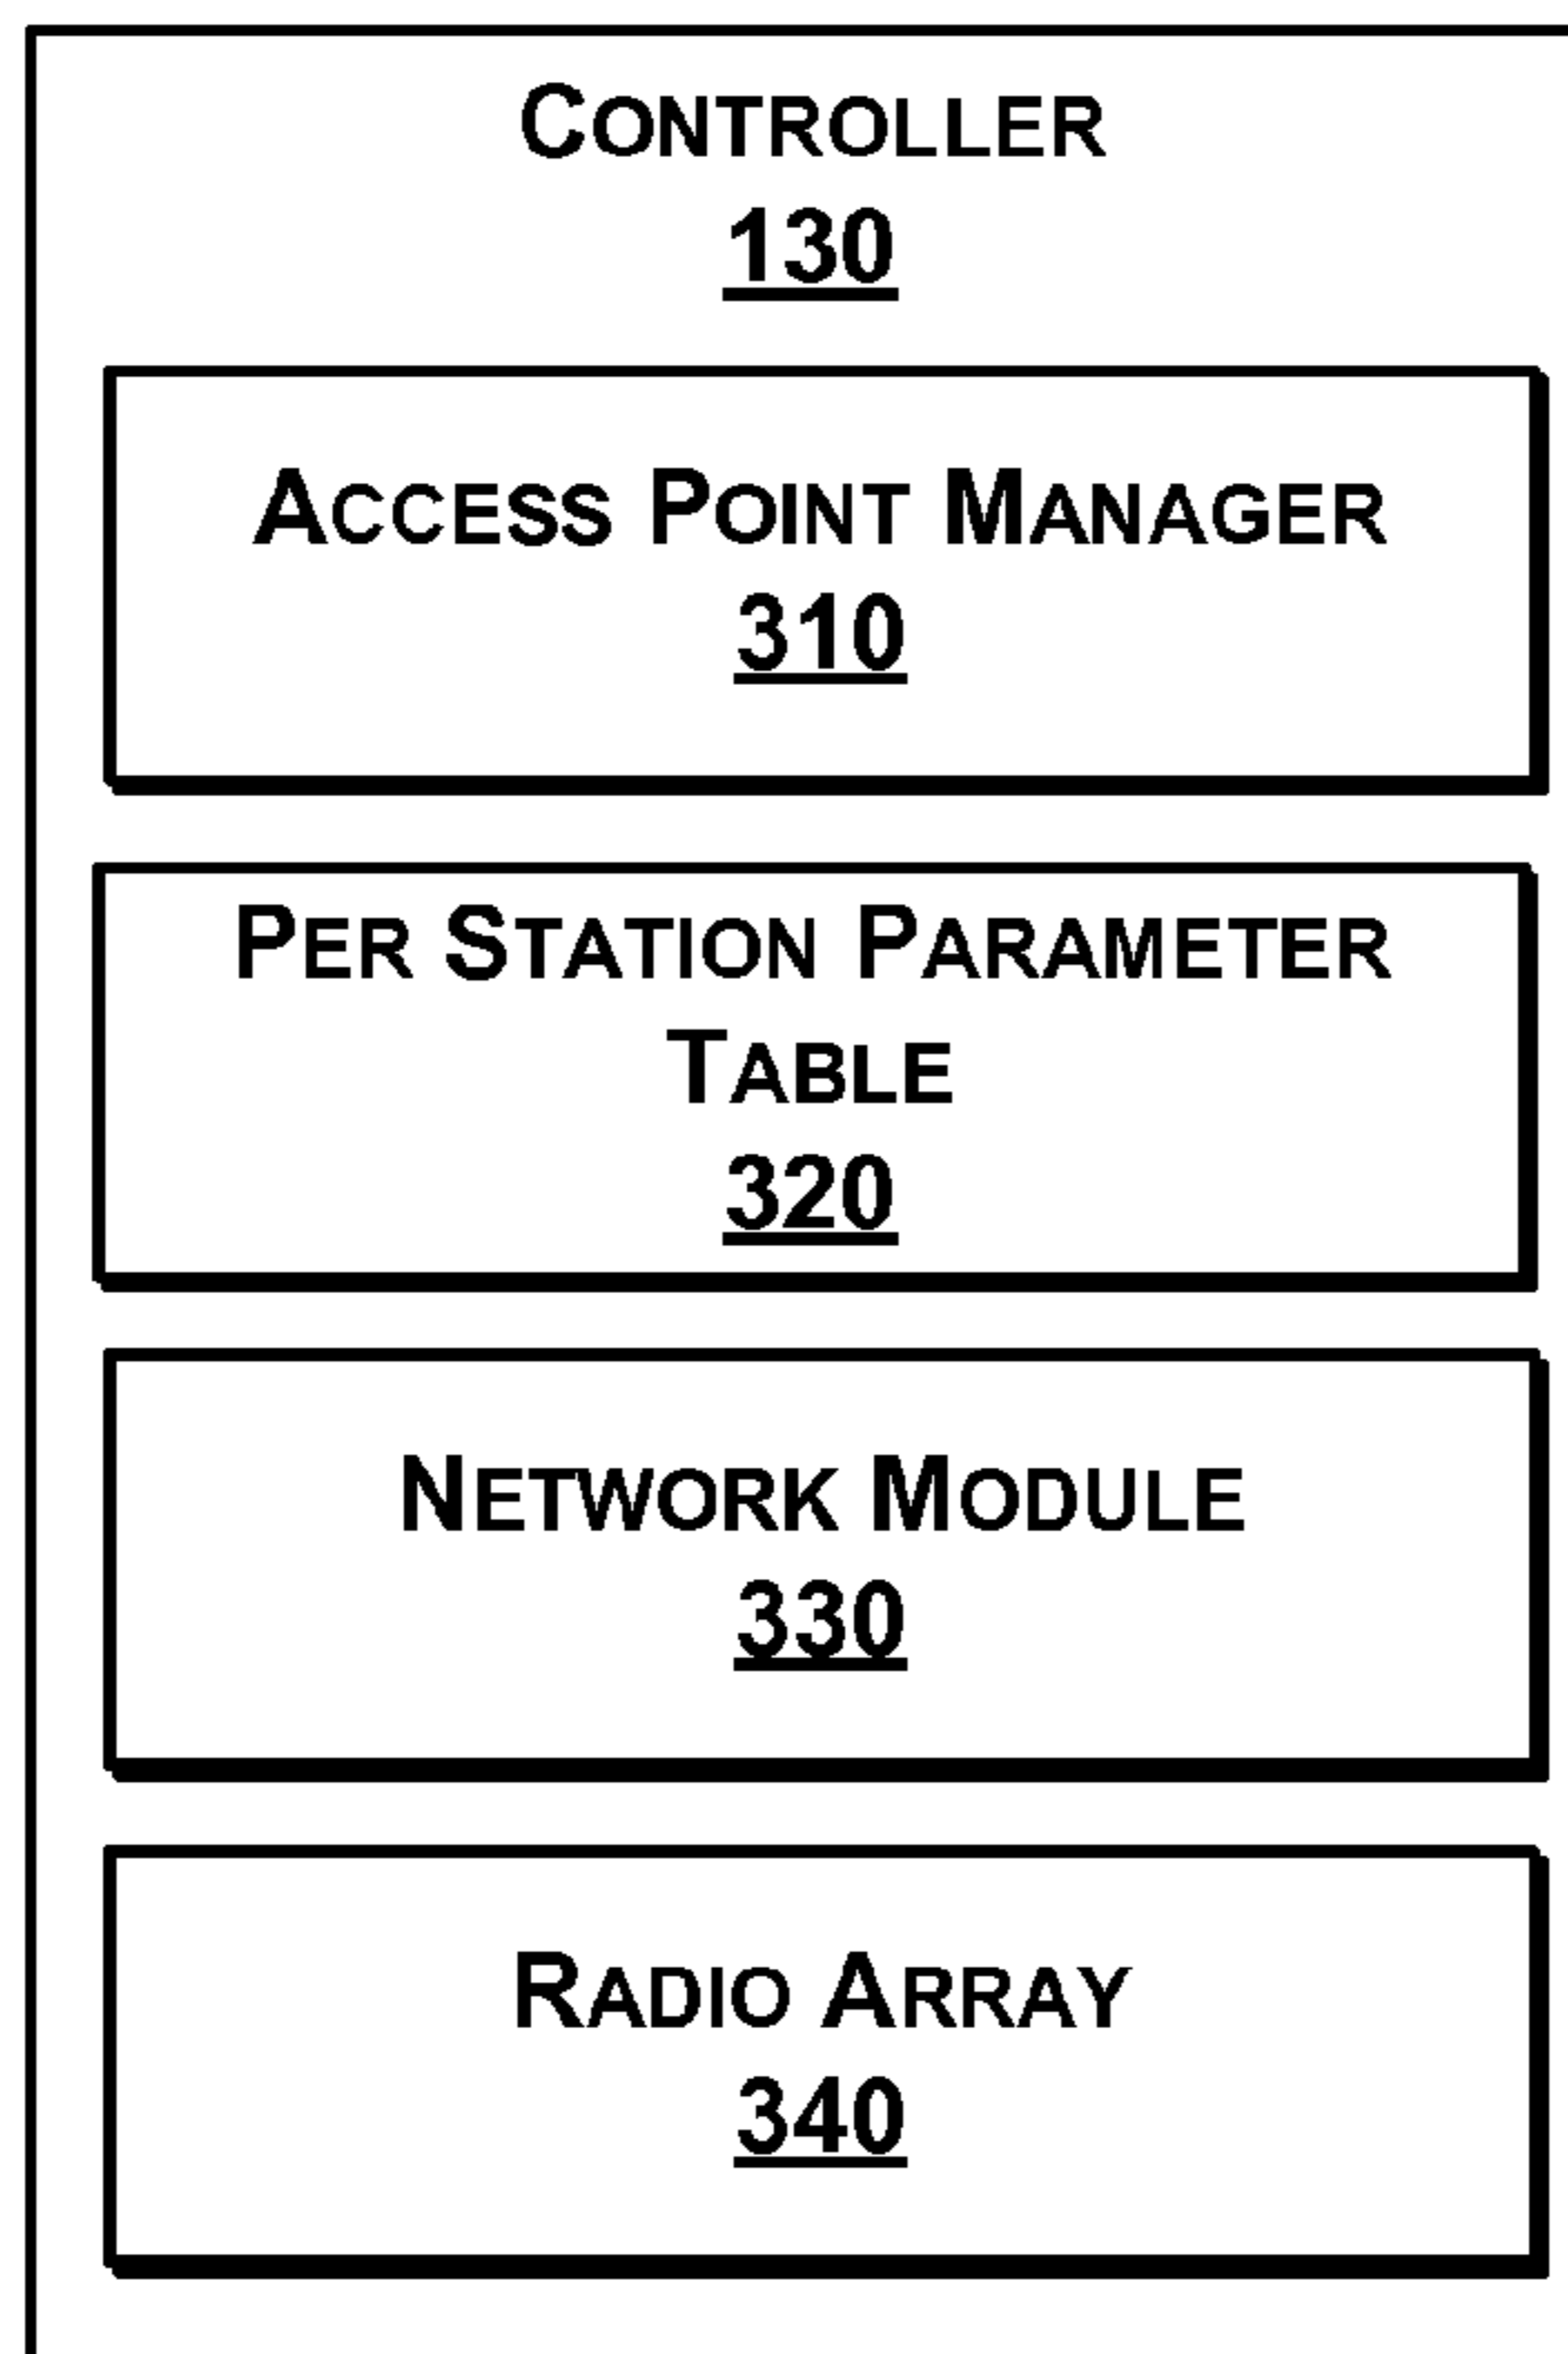 CONTROLLER
130
ACCESS POINT MANAGER
310
PER STATION PARAMETER
TABLE
320
NETWORK MODULE
330
RADIO ARRAY
340